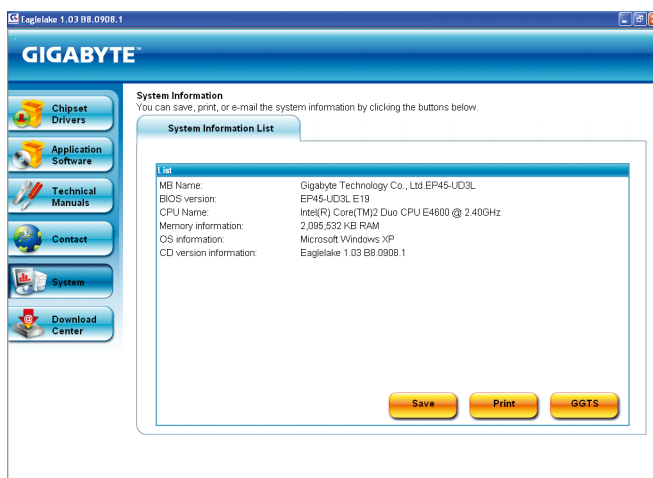 Eaglelake 1.03 B8.0908.1
GIGABYTE™
Chipset
Drivers
Application
Software
Technical
Manuals
Contact
System
Download
Center
System Information
You can save, print, or e-mail the system information by clicking the buttons below.
System Information List
List
MB Name: Gigabyte Technology Co., Ltd.EP45-UD3L
BIOS version: EP45-UD3L E19
CPU Name: Intel(R) Core(TM)2 Duo CPU E4600 @ 2.40GHz
Memory information: 2,095,532 KB RAM
OS information: Microsoft Windows XP
CD version information: Eaglelake 1.03 B8.0908.1
Save Print GGTS